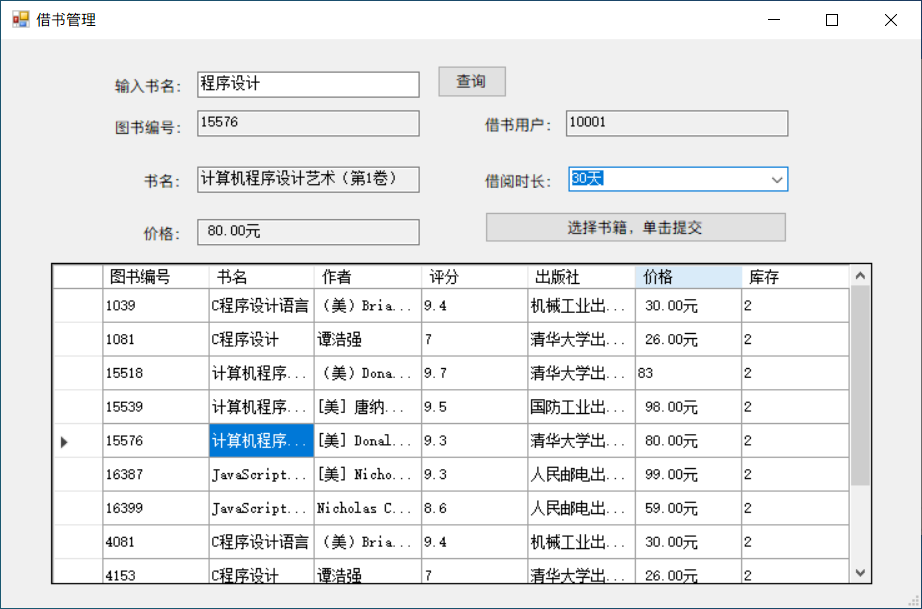 借书管理
输入书名： 程序设计 查询
图书编号： 15576 借书用户： 10001
书名： 计算机程序设计艺术（第1卷） 借阅时长： 30天
价格： 80.00元 选择书籍，单击提交
图书编号 书名 作者 评分 出版社 价格 库存
1039 C程序设计语言 （美）Bria... 9.4 机械工业出... 30.00元 2
1081 C程序设计 谭浩强 7 清华大学出... 26.00元 2
15518 计算机程序... （美）Dona... 9.7 清华大学出... 83 2
15539 计算机程序... [美] 唐纳... 9.5 国防工业出... 98.00元 2
15576 计算机程序... [美] Donal... 9.3 清华大学出... 80.00元 2
16387 JavaScript... [美] Nicho... 9.3 人民邮电出... 99.00元 2
16399 JavaScript... Nicholas C... 8.6 人民邮电出... 59.00元 2
4081 C程序设计语言 （美）Bria... 9.4 机械工业出... 30.00元 2
4153 C程序设计 谭浩强 7 清华大学出... 26.00元 2